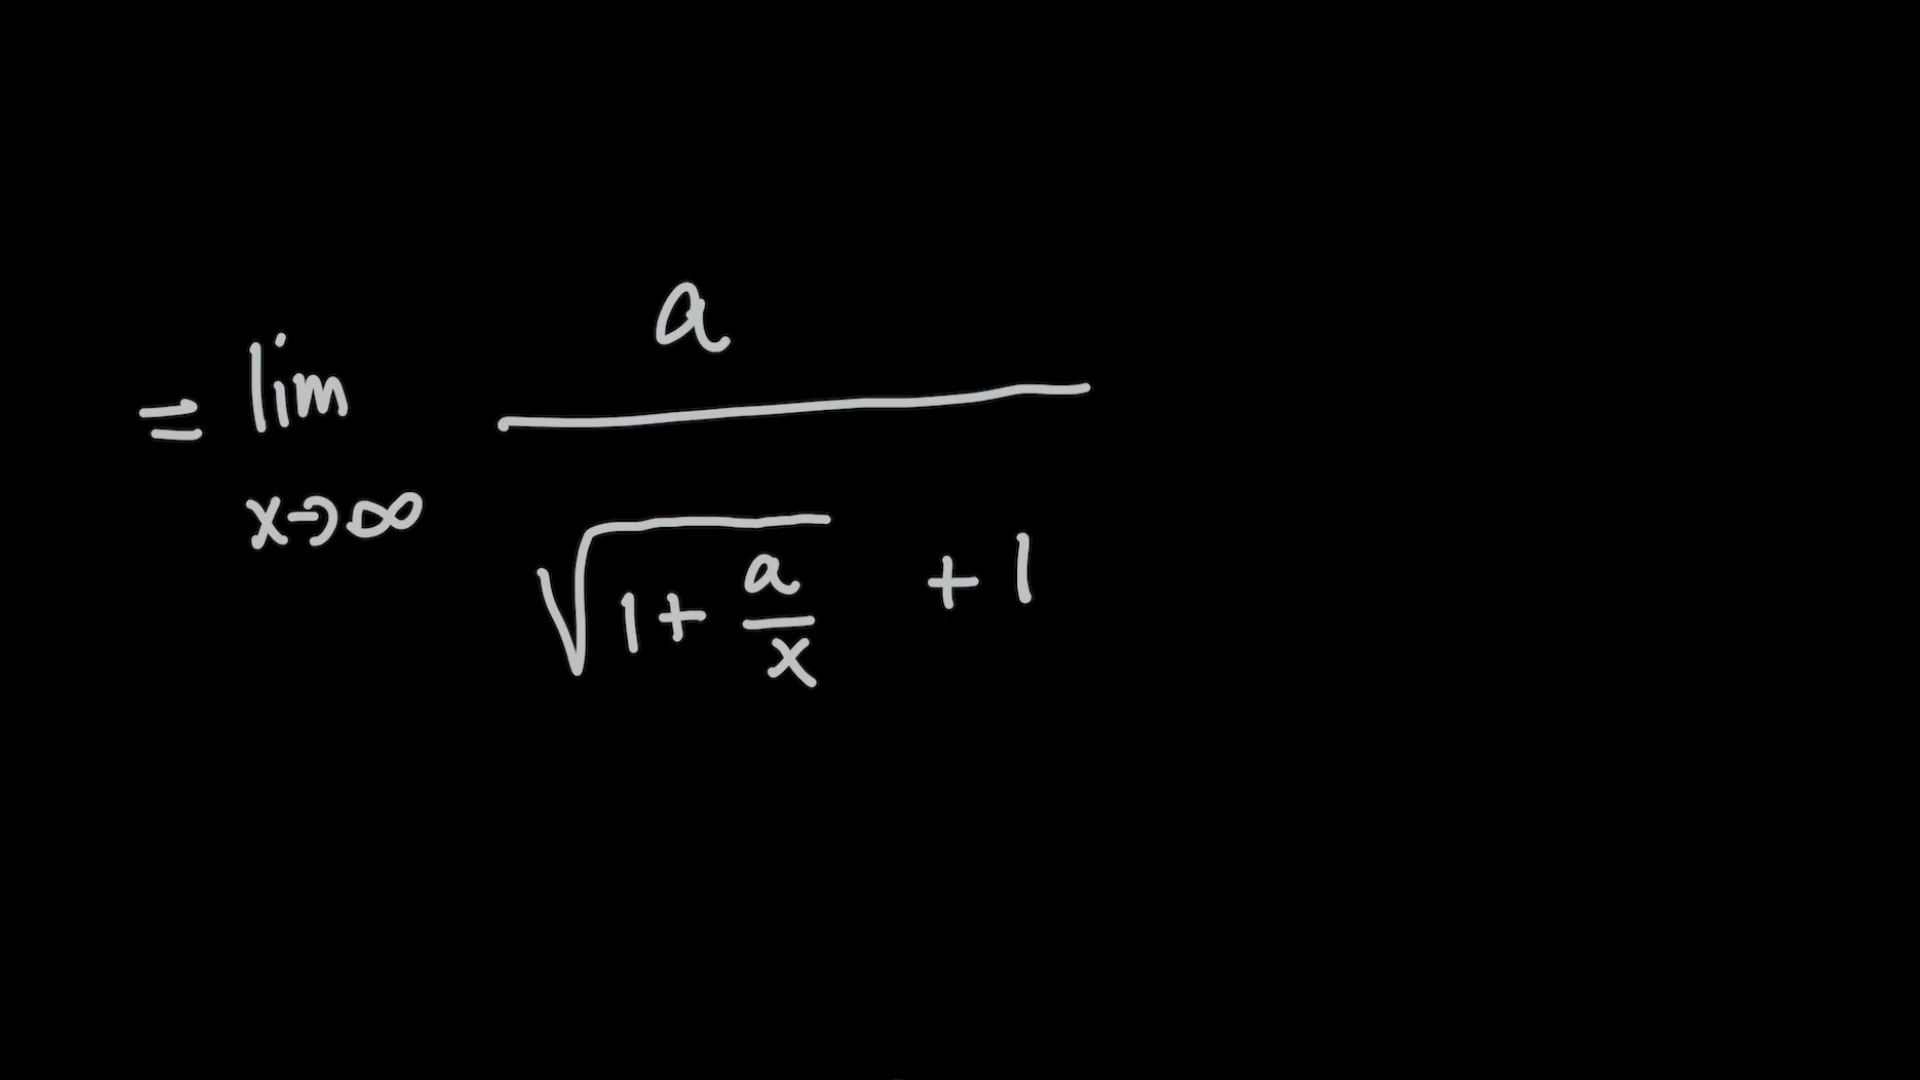 = lim a
x→∞ √(1 + a/x) + 1